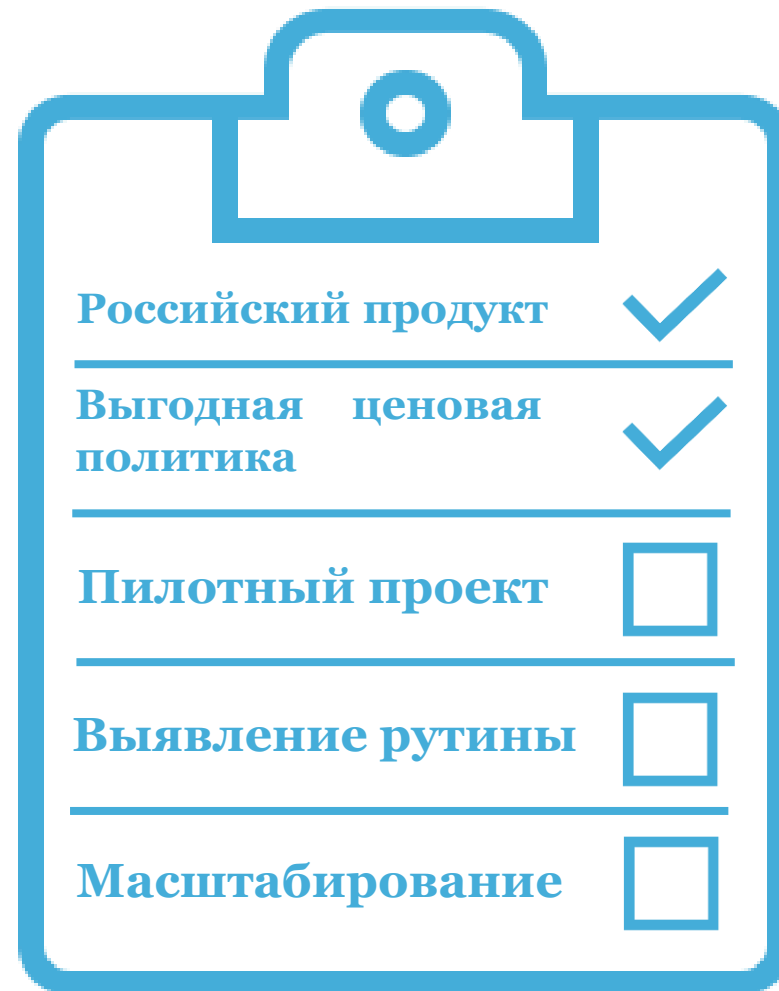 Российский продукт
Выгодная ценовая
политика
Пилотный проект
Выявление рутины
Масштабирование